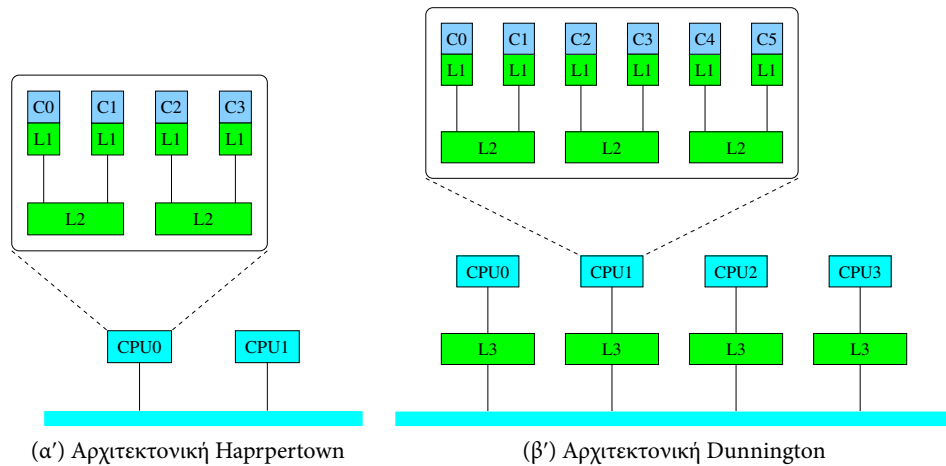 C0 C1 C2 C3
L1 L1 L1 L1
L2 L2
CPU0 CPU1
(α′) Αρχιτεκτονική Haprpertown
C0 C1 C2 C3 C4 C5
L1 L1 L1 L1 L1 L1
L2 L2 L2
CPU0 CPU1 CPU2 CPU3
L3 L3 L3 L3
(β′) Αρχιτεκτονική Dunnington